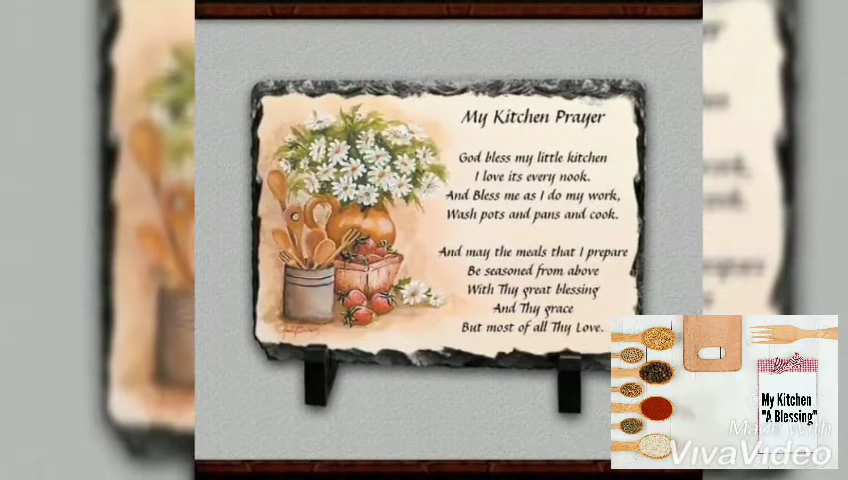 My Kitchen Prayer
God bless my little kitchen
I love its every nook.
And Bless me as I do my work,
Wash pots and pans and cook.
And may the meals that I prepare
Be seasoned from above
With Thy great blessing
And Thy grace
But most of all Thy Love.
My Kitchen
"A Blessing"
Made With
VivaVideo